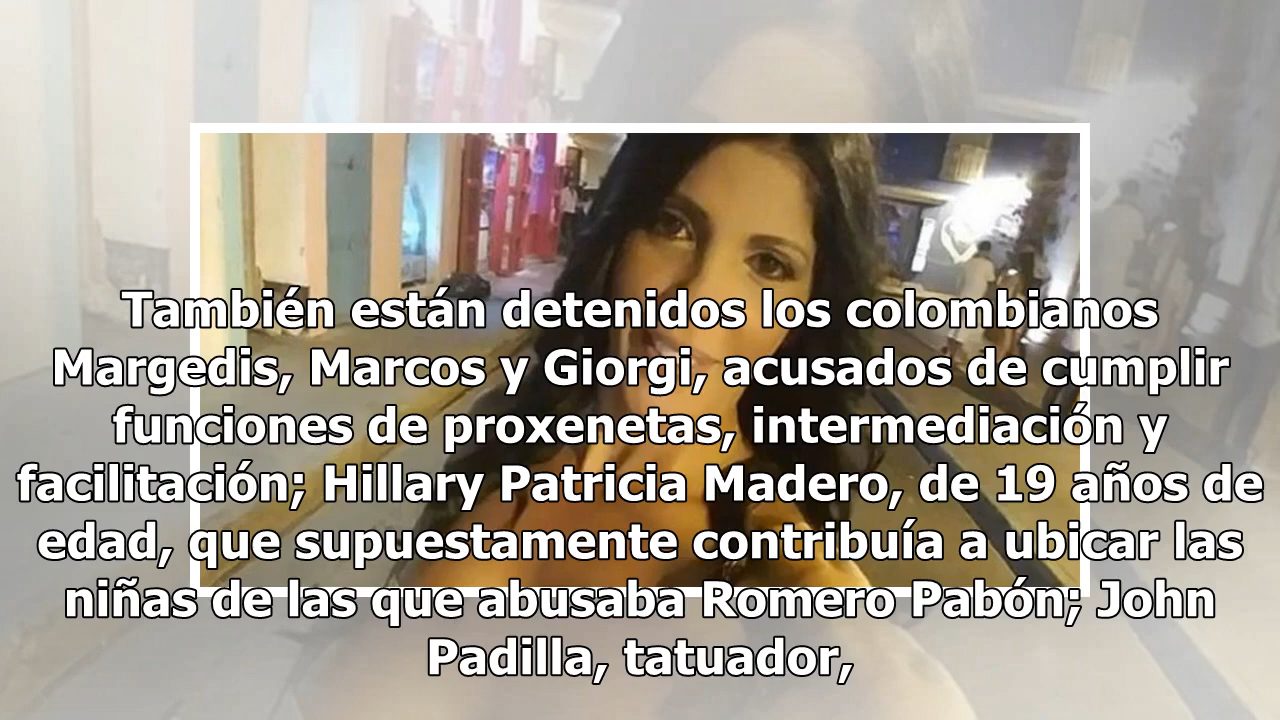 También están detenidos los colombianos
Margedis, Marcos y Giorgi, acusados de cumplir
funciones de proxenetas, intermediación y
facilitación; Hillary Patricia Madero, de 19 años de
edad, que supuestamente contribuía a ubicar las
niñas de las que abusaba Romero Pabón; John
Padilla, tatuador,